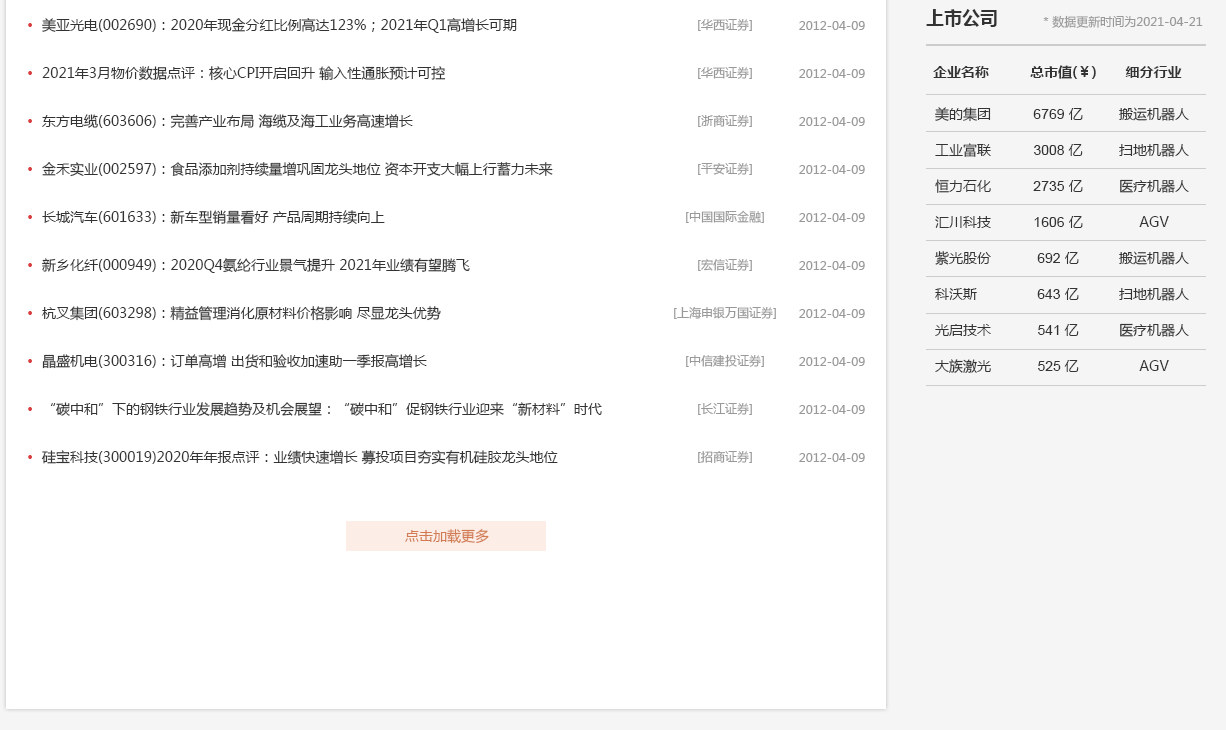 • 美亚光电(002690)：2020年现金分红比例高达123%；2021年Q1高增长可期 [华西证券] 2012-04-09
• 2021年3月物价数据点评：核心CPI开启回升 输入性通胀预计可控 [华西证券] 2012-04-09
• 东方电缆(603606)：完善产业布局 海缆及海工业务高速增长 [浙商证券] 2012-04-09
• 金禾实业(002597)：食品添加剂持续量增巩固龙头地位 资本开支大幅上行蓄力未来 [平安证券] 2012-04-09
• 长城汽车(601633)：新车型销量看好 产品周期持续向上 [中国国际金融] 2012-04-09
• 新乡化纤(000949)：2020Q4氨纶行业景气提升 2021年业绩有望腾飞 [宏信证券] 2012-04-09
• 杭叉集团(603298)：精益管理消化原材料价格影响 尽显龙头优势 [上海申银万国证券] 2012-04-09
• 晶盛机电(300316)：订单高增 出货和验收加速助一季报高增长 [中信建投证券] 2012-04-09
• “碳中和”下的钢铁行业发展趋势及机会展望：“碳中和”促钢铁行业迎来“新材料”时代 [长江证券] 2012-04-09
• 硅宝科技(300019)2020年年报点评：业绩快速增长 募投项目夯实有机硅胶龙头地位 [招商证券] 2012-04-09
点击加载更多
上市公司 * 数据更新时间为2021-04-21
企业名称 总市值(¥) 细分行业
美的集团 6769 亿 搬运机器人
工业富联 3008 亿 扫地机器人
恒力石化 2735 亿 医疗机器人
汇川科技 1606 亿 AGV
紫光股份 692 亿 搬运机器人
科沃斯 643 亿 扫地机器人
光启技术 541 亿 医疗机器人
大族激光 525 亿 AGV